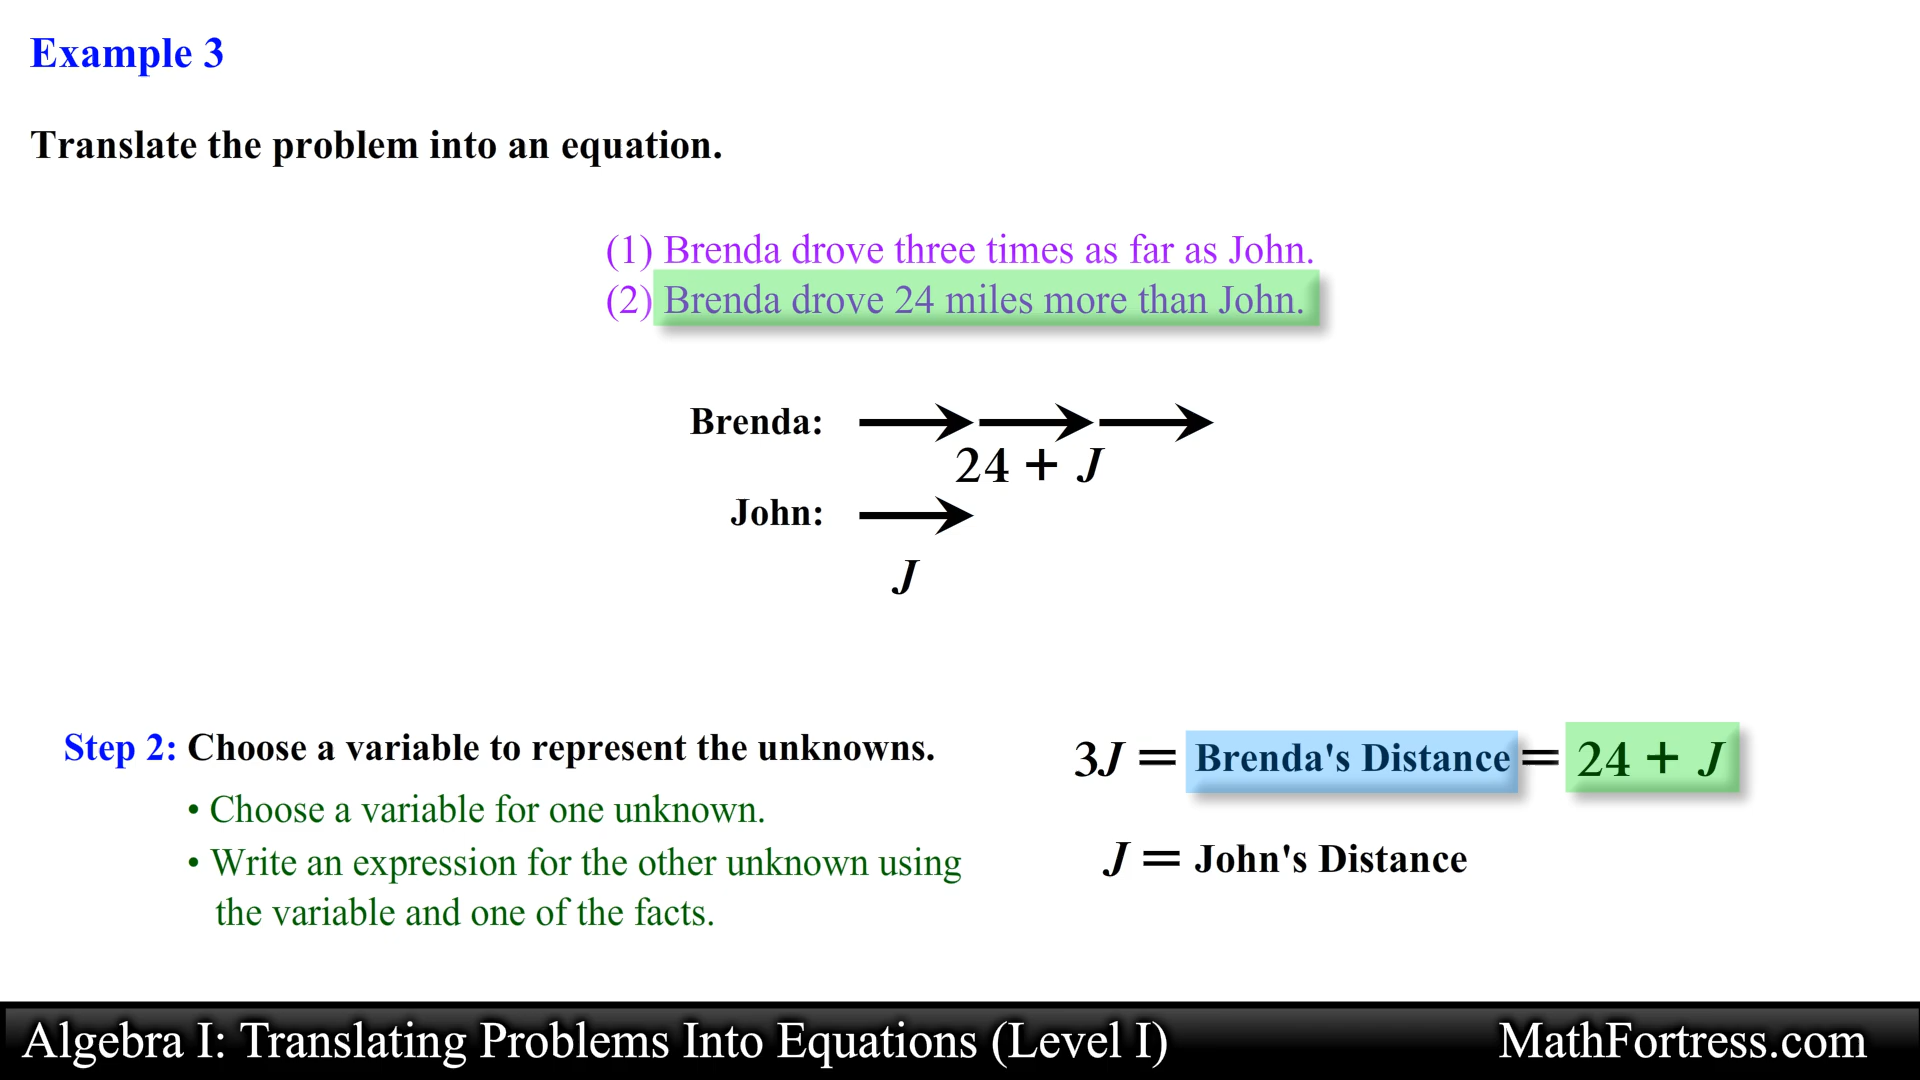 Example 3
Translate the problem into an equation.
(1) Brenda drove three times as far as John.
(2) Brenda drove 24 miles more than John.
Brenda:
24 + J
John:
J
Step 2: Choose a variable to represent the unknowns.
• Choose a variable for one unknown.
• Write an expression for the other unknown using
the variable and one of the facts.
3J = Brenda's Distance = 24 + J
J = John's Distance
Algebra I: Translating Problems Into Equations (Level I)
MathFortress.com